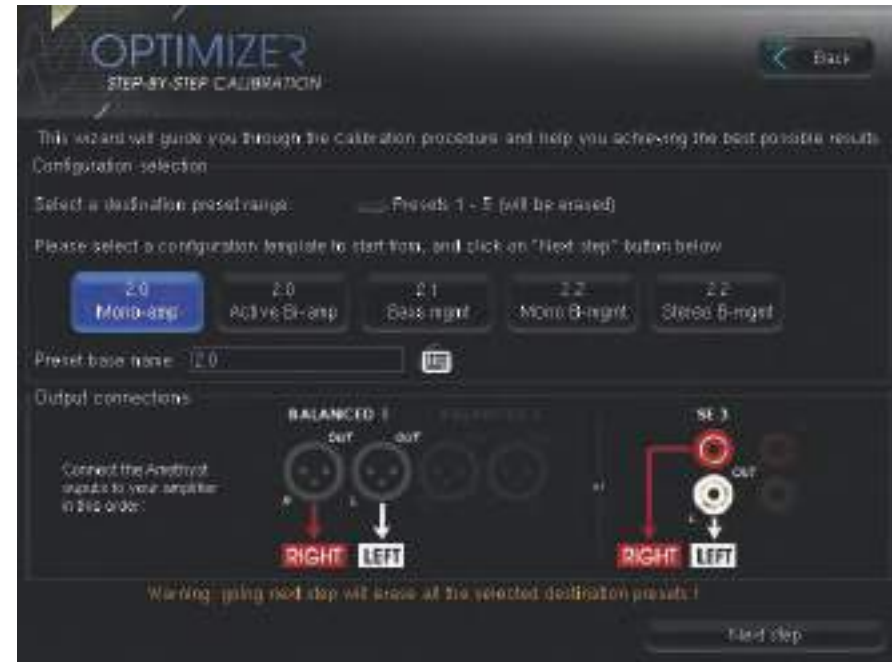 OPTIMIZER
STEP-BY-STEP CALIBRATION
Back
This wizard will guide you through the calibration procedure and help you achieving the best possible results.
Configuration selection
Select a destination preset range: Presets 1 - 5 (will be erased)
Please select a configuration template to start from, and click on "Next step" button below
2.0 Mono-amp
2.0 Active Bi-amp
2.1 Bass mgmt
2.2 Mono B-mgmt
2.2 Stereo B-mgmt
Preset base name 2.0
Output connections
BALANCED 1
SE 3
OUT OUT
OUT
Connect the Amethyst
outputs to your amplifier
in this order:
R L
L
RIGHT LEFT
RIGHT LEFT
Warning: going next step will erase all the selected destination presets !
Next step